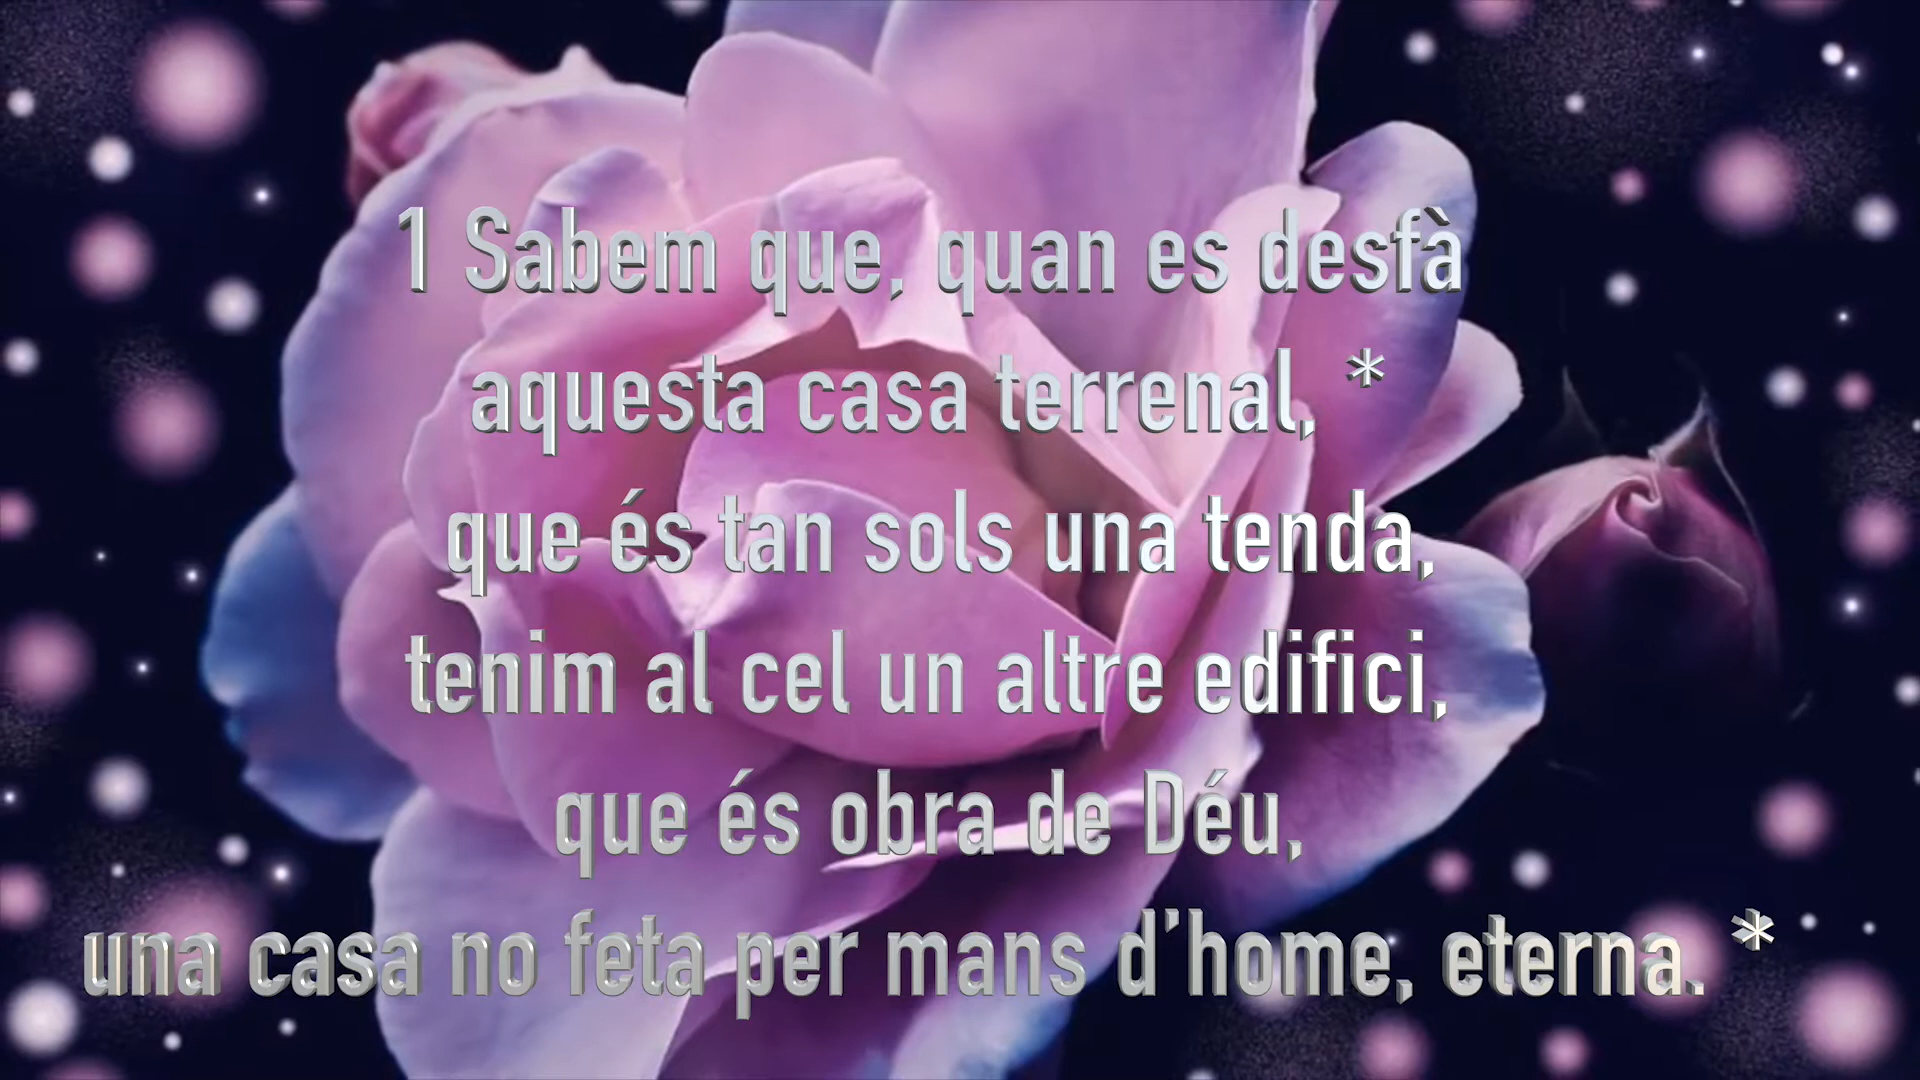 1 Sabem que, quan es desfà
aquesta casa terrenal, *
que és tan sols una tenda,
tenim al cel un altre edifici,
que és obra de Déu,
una casa no feta per mans d'home, eterna. *